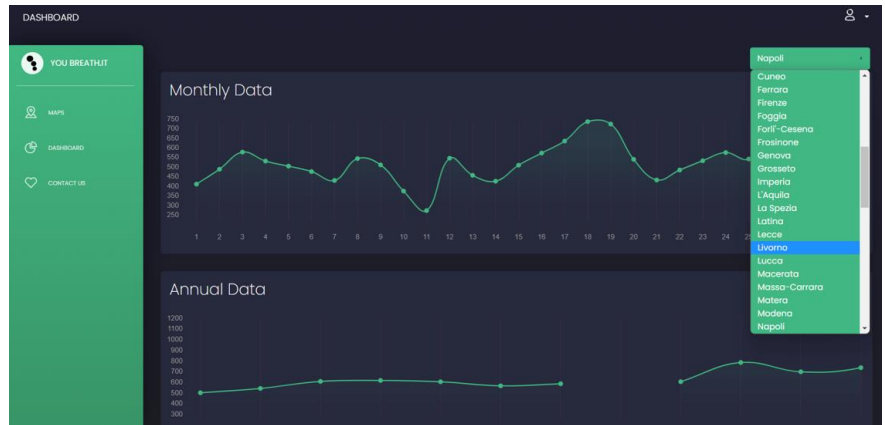 DASHBOARD
YOU BREATH.IT
MAPS
DASHBOARD
CONTACT US
Napoli
Cuneo
Ferrara
Firenze
Foggia
Forlì'-Cesena
Frosinone
Genova
Grosseto
Imperia
L'Aquila
La Spezia
Latina
Lecce
Livorno
Lucca
Macerata
Massa-Carrara
Matera
Modena
Napoli
Monthly Data
750
700
650
600
550
500
450
400
350
300
250
1 2 3 4 5 6 7 8 9 10 11 12 13 14 15 16 17 18 19 20 21 22 23 24
Annual Data
1200
1100
1000
900
800
700
600
500
400
300